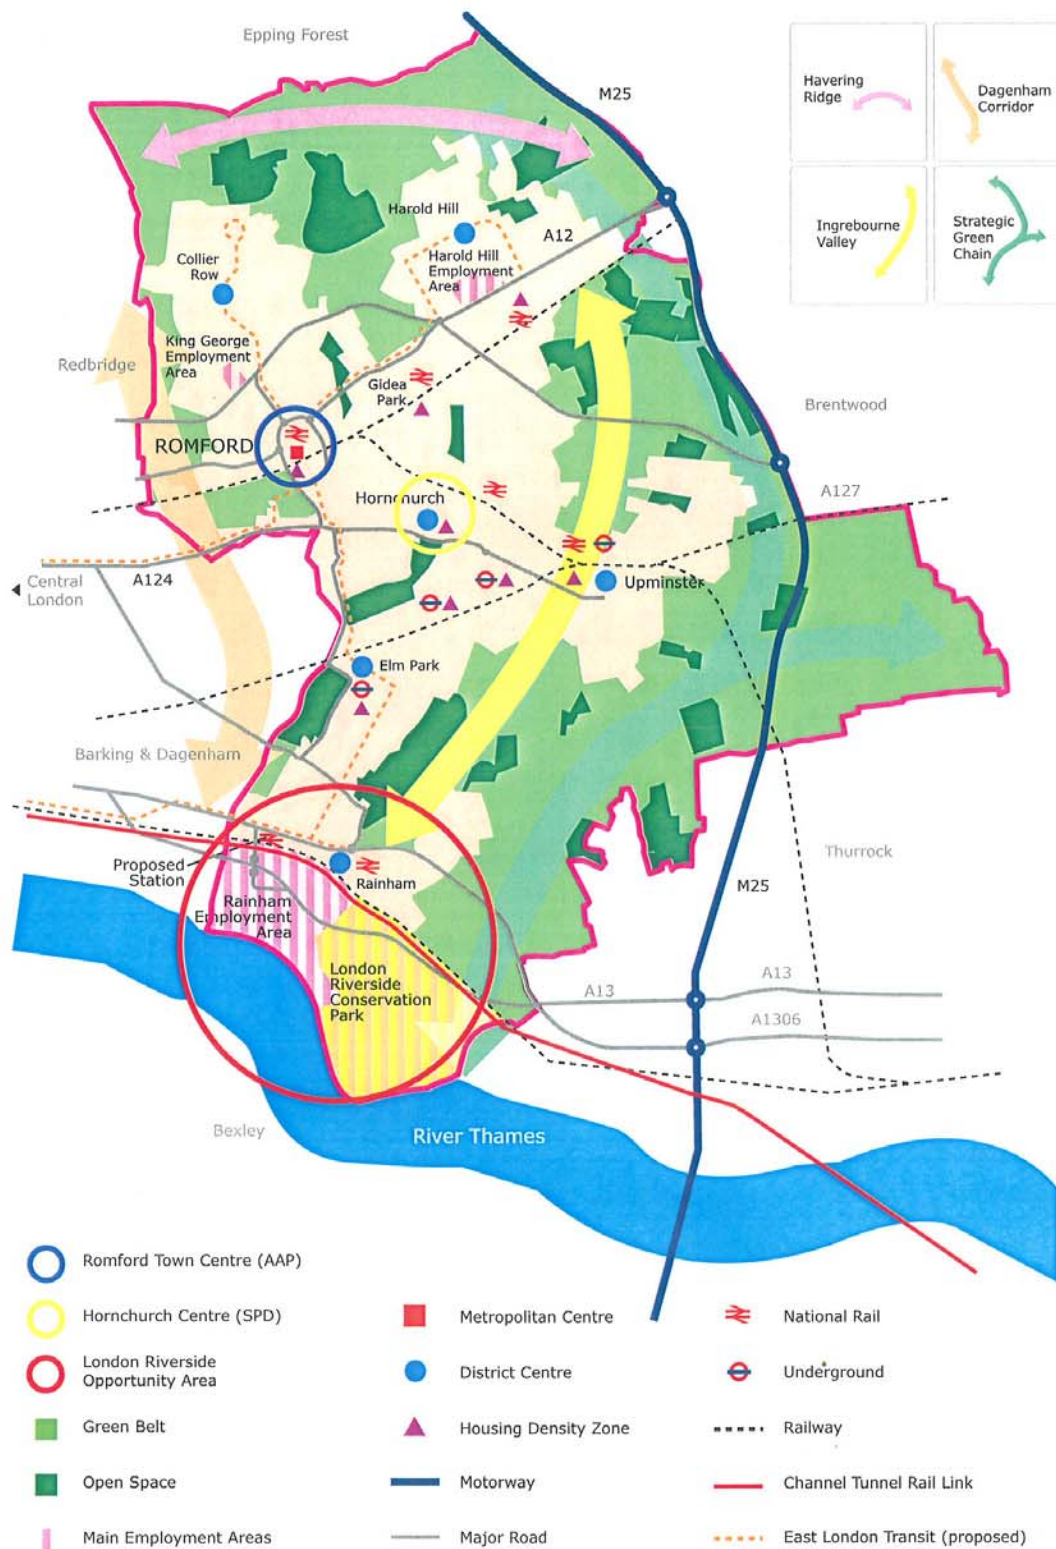 Epping Forest
M25
Havering
Ridge
Dagenham
Corridor
Ingrebourne
Valley
Strategic
Green
Chain
Harold Hill
A12
Collier
Row
Harold Hill
Employment
Area
King George
Employment
Area
Redbridge
Gidea
Park
Brentwood
ROMFORD
Hornchurch
A127
Central
London
A124
Upminster
Elm Park
Barking & Dagenham
Proposed
Station
Rainham
Rainham
Employment
Area
Thurrock
M25
London
Riverside
Conservation
Park
A13
A13
A1306
Bexley
River Thames
Romford Town Centre (AAP)
Hornchurch Centre (SPD)
Metropolitan Centre
National Rail
London Riverside
Opportunity Area
District Centre
Underground
Green Belt
Housing Density Zone
Railway
Open Space
Motorway
Channel Tunnel Rail Link
Main Employment Areas
Major Road
East London Transit (proposed)